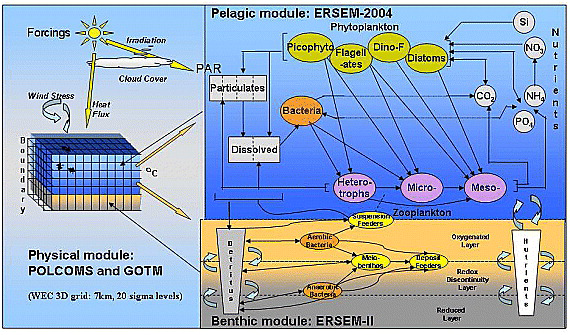 Pelagic module: ERSEM-2004
Forcings
Irradiation
Cloud Cover
PAR
Wind Stress
Heat
Flux
Boundary
°C
Physical module:
POLCOMS and GOTM
(WEC 3D grid: 7km, 20 sigma levels)
Phytoplankton
Picophyto
Flagell
-ates
Dino-F
Diatoms
Si
NO3
NH4
PO4
CO2
Nutrients
Particulates
Bacteria
Dissolved
Hetero-
trophs
Micro-
Meso-
Zooplankton
Suspension
Feeders
Aerobic
Bacteria
Meio-
benthos
Deposit
Feeders
Anaerobic
Bacteria
Detritus
Nutrients
Oxygenated
Layer
Redox
Discontinuity
Layer
Reduced
Layer
Benthic module: ERSEM-II